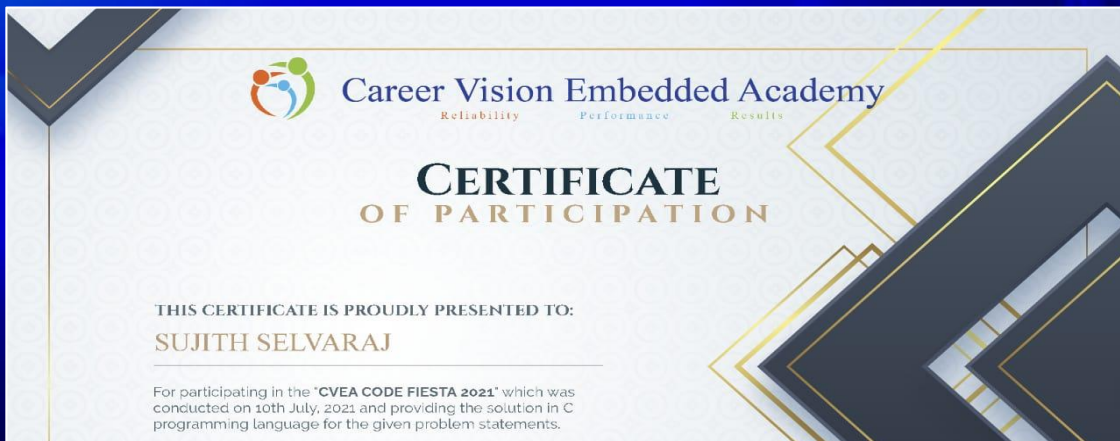 Career Vision Embedded Academy
Reliability Performance Results
CERTIFICATE
OF PARTICIPATION
THIS CERTIFICATE IS PROUDLY PRESENTED TO:
SUJITH SELVARAJ
For participating in the "CVEA CODE FIESTA 2021" which was
conducted on 10th July, 2021 and providing the solution in C
programming language for the given problem statements.